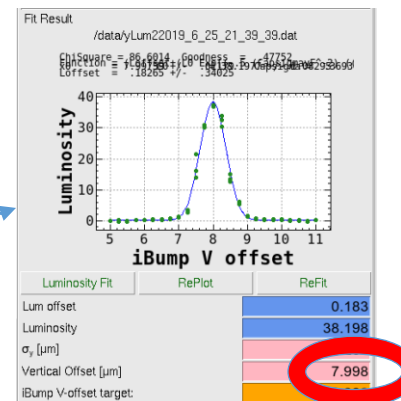 Fit Result
/data/yLum22019_6_25_21_39_39.dat
ChiSquare = 86.6014 Goodness = .47752
Loffset = .18265 +/- .34025
40
30
20
10
0
Luminosity
5 6 7 8 9 10 11
iBump V offset
Luminosity Fit RePlot ReFit
Lum offset 0.183
Luminosity 38.198
σy [µm]
Vertical Offset [µm] 7.998
iBump V-offset target: